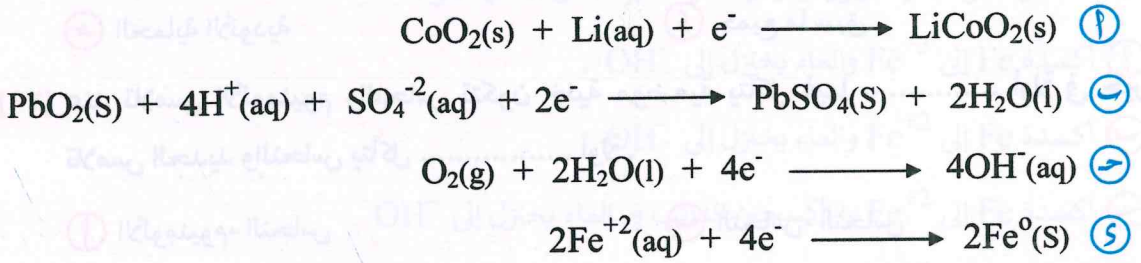 أ CoO₂(s) + Li(aq) + e⁻ ⟶ LiCoO₂(s)
ب PbO₂(S) + 4H⁺(aq) + SO₄⁻²(aq) + 2e⁻ ⟶ PbSO₄(S) + 2H₂O(l)
ج O₂(g) + 2H₂O(l) + 4e⁻ ⟶ 4OH⁻(aq)
د 2Fe⁺²(aq) + 4e⁻ ⟶ 2Fe⁰(S)